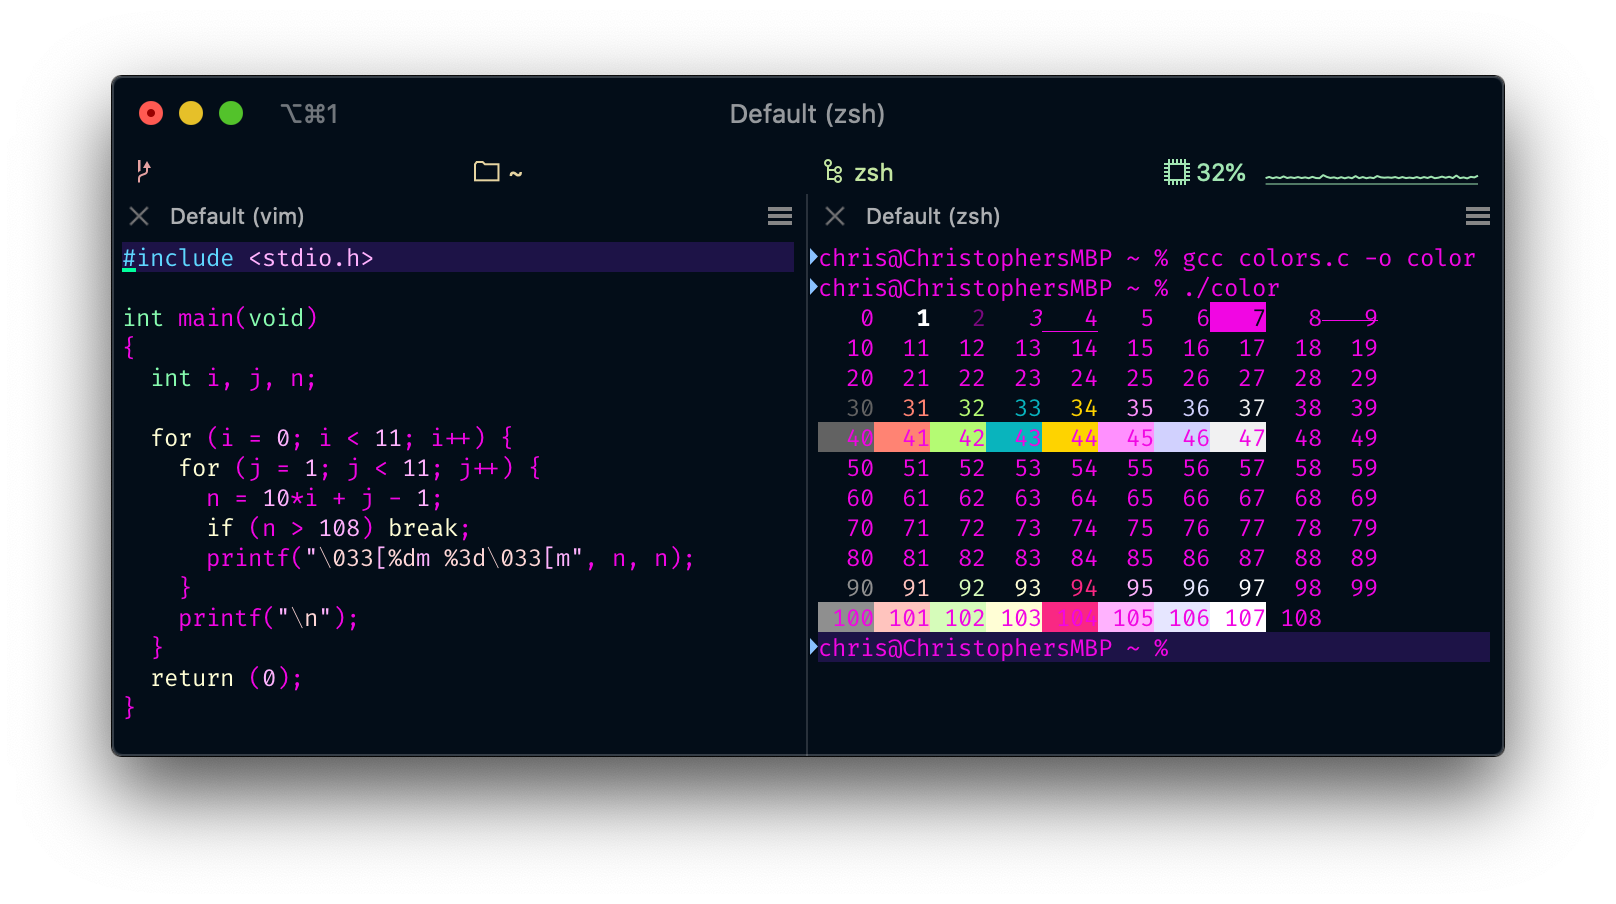 ⌥⌘1 Default (zsh)
~ zsh 32%
Default (vim)
#include <stdio.h>

int main(void)
{
  int i, j, n;

  for (i = 0; i < 11; i++) {
    for (j = 1; j < 11; j++) {
      n = 10*i + j - 1;
      if (n > 108) break;
      printf("\033[%dm %3d\033[m", n, n);
    }
    printf("\n");
  }
  return (0);
}
Default (zsh)
chris@ChristophersMBP ~ % gcc colors.c -o color
chris@ChristophersMBP ~ % ./color
0 1 2 3 4 5 6 7 8 9
10 11 12 13 14 15 16 17 18 19
20 21 22 23 24 25 26 27 28 29
30 31 32 33 34 35 36 37 38 39
40 41 42 43 44 45 46 47 48 49
50 51 52 53 54 55 56 57 58 59
60 61 62 63 64 65 66 67 68 69
70 71 72 73 74 75 76 77 78 79
80 81 82 83 84 85 86 87 88 89
90 91 92 93 94 95 96 97 98 99
100 101 102 103 104 105 106 107 108
chris@ChristophersMBP ~ %